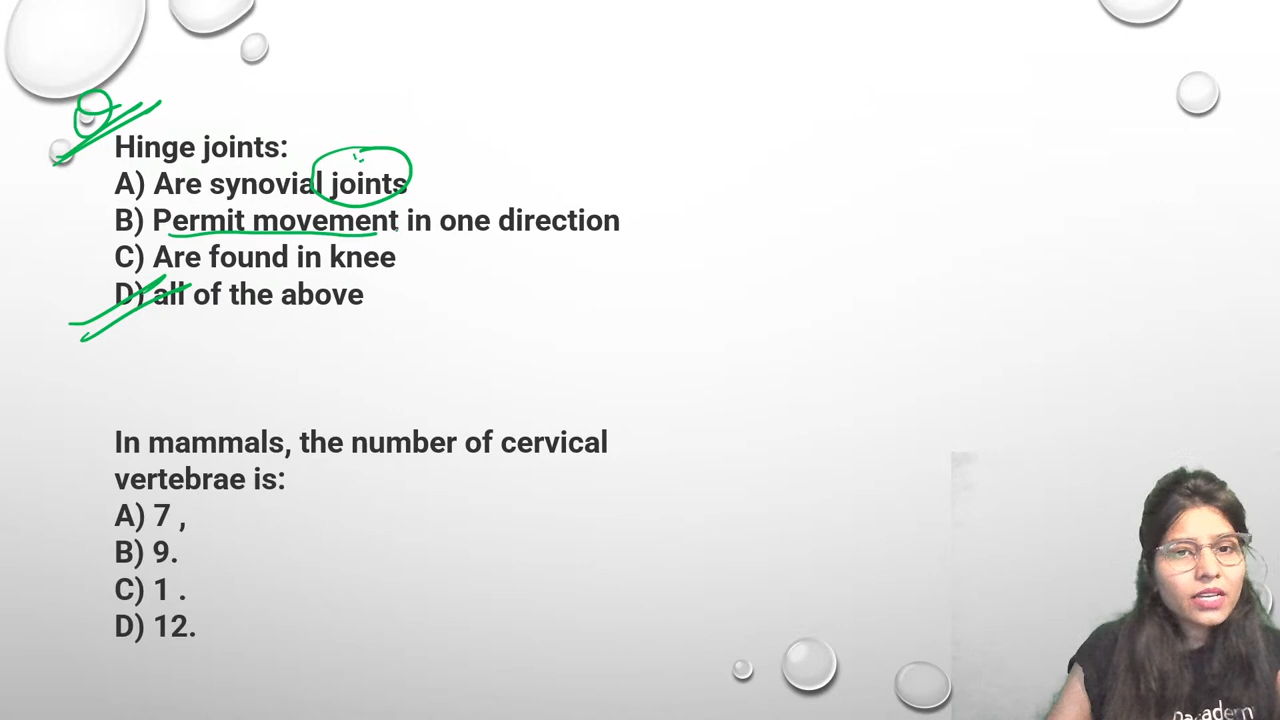 Hinge joints:
A) Are synovial joints
B) Permit movement in one direction
C) Are found in knee
D) all of the above
In mammals, the number of cervical
vertebrae is:
A) 7 ,
B) 9.
C) 1 .
D) 12.